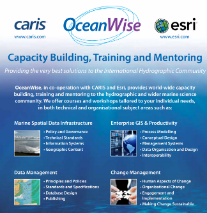 caris
OceanWise
esri
www.caris.com
www.esri.com
Capacity Building, Training and Mentoring
Providing the very best solutions to the International Hydrographic Community
OceanWise, in co-operation with CARIS and Esri, provides world-wide capacity
building, training and mentoring to the hydrographic and wider marine science
community. We offer courses and workshops tailored to your individual needs,
in both technical and organisational subject areas such as:
Marine Spatial Data Infrastructure
- Policy and Governance
- Technical Standards
- Information Systems
- Geographic Content
Enterprise GIS & Productivity
- Process Modelling
- Conceptual Design
- Management Systems
- Data Organization and Design
- Interoperability
Data Management
- Principles and Policies
- Standards and Specifications
- Database Design
- Publishing
Change Management
- Human Aspects of Change
- Organisational Change
- Engagement and
Implementation
- Making Change Sustainable